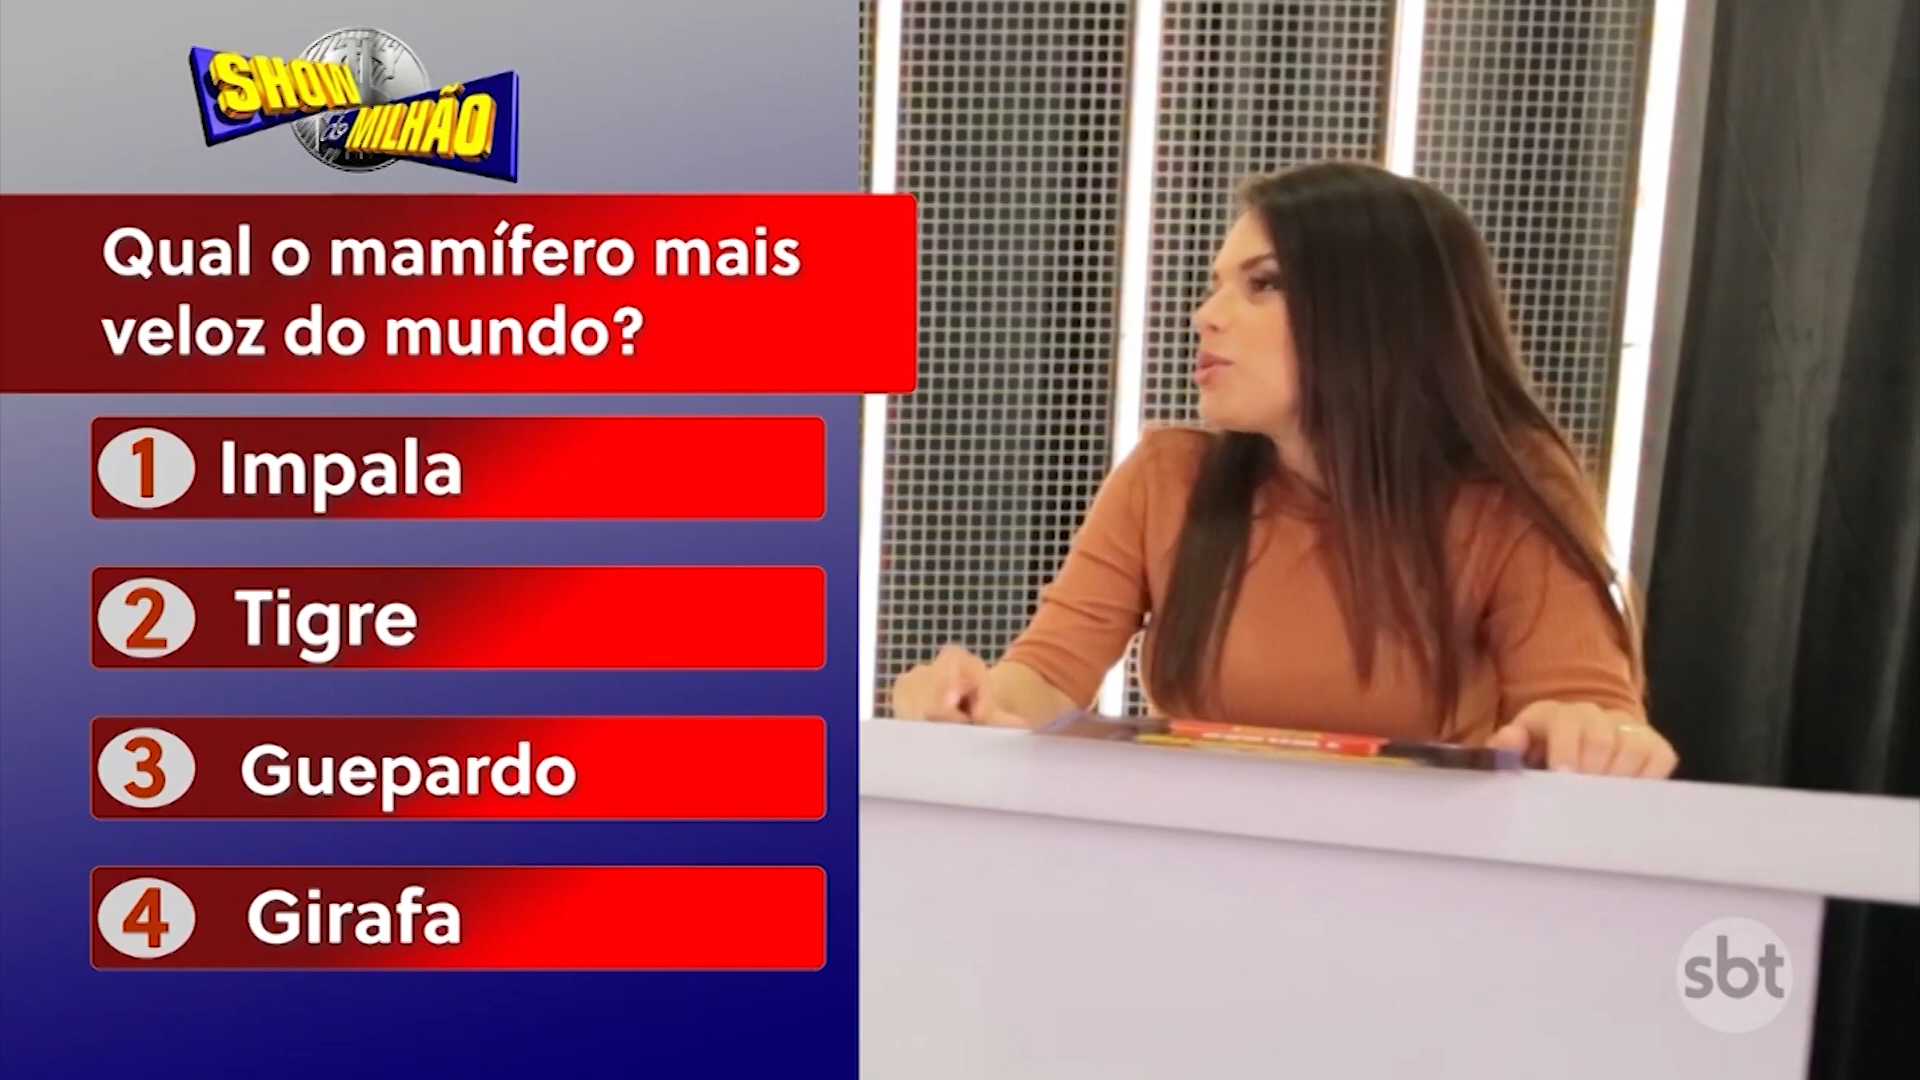 SHOW
do MILHÃO
Qual o mamífero mais
veloz do mundo?
1 Impala
2 Tigre
3 Guepardo
4 Girafa
sbt